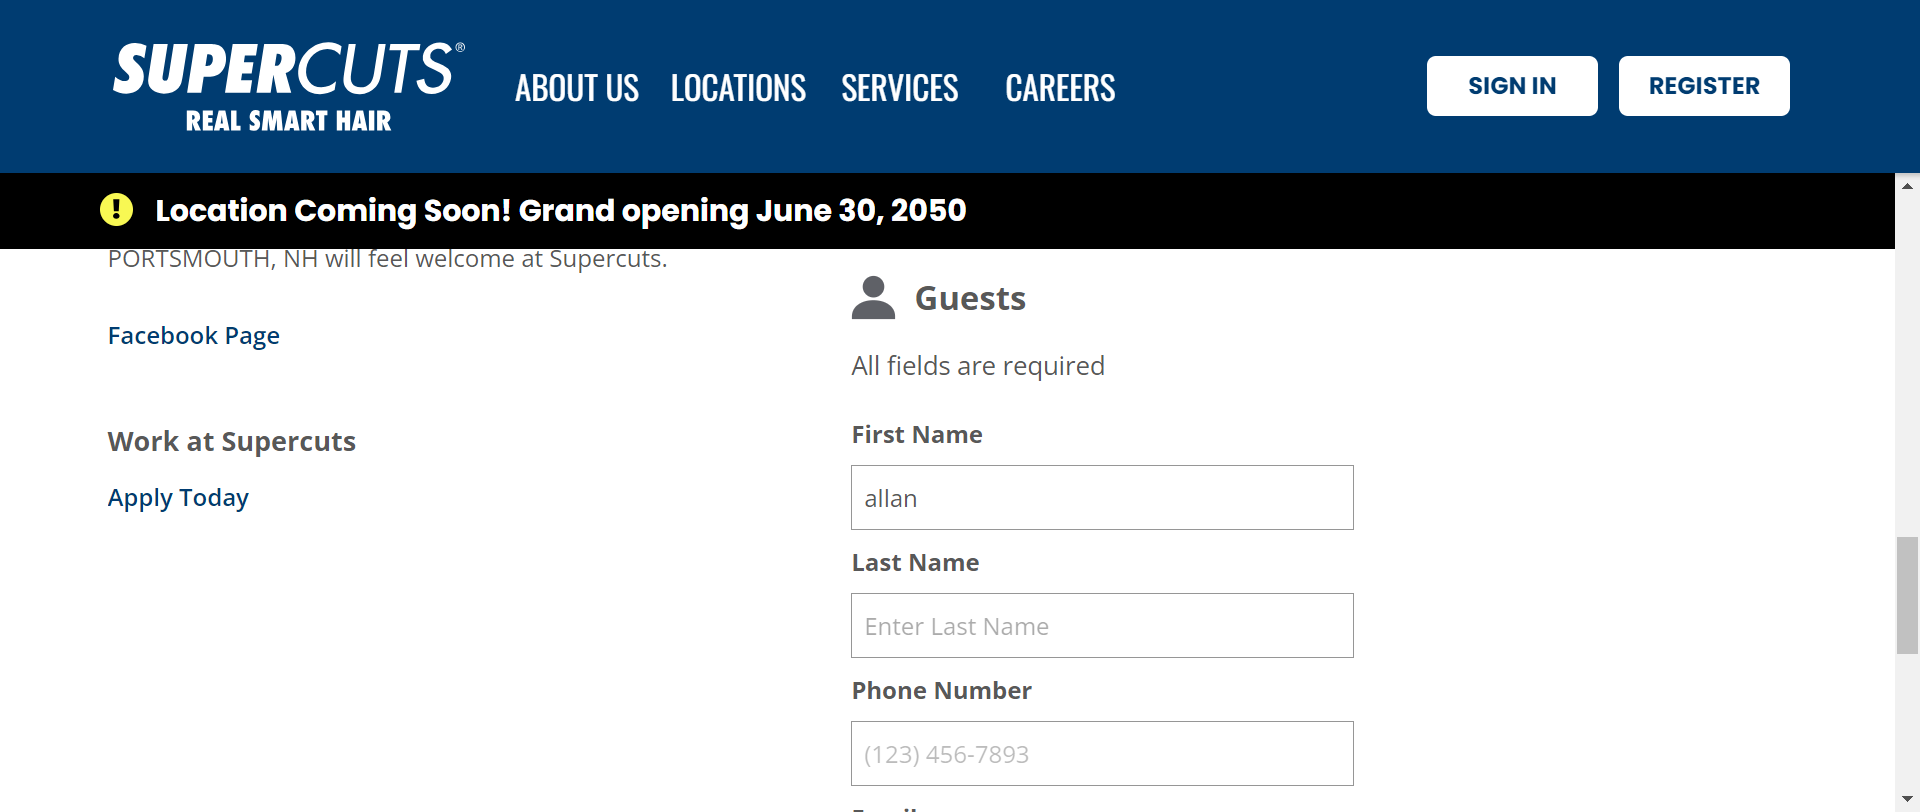 SUPERCUTS®
REAL SMART HAIR
ABOUT US LOCATIONS SERVICES CAREERS
SIGN IN REGISTER
Location Coming Soon! Grand opening June 30, 2050
PORTSMOUTH, NH will feel welcome at Supercuts.
Facebook Page
Work at Supercuts
Apply Today
Guests
All fields are required
First Name
allan
Last Name
Enter Last Name
Phone Number
(123) 456-7893